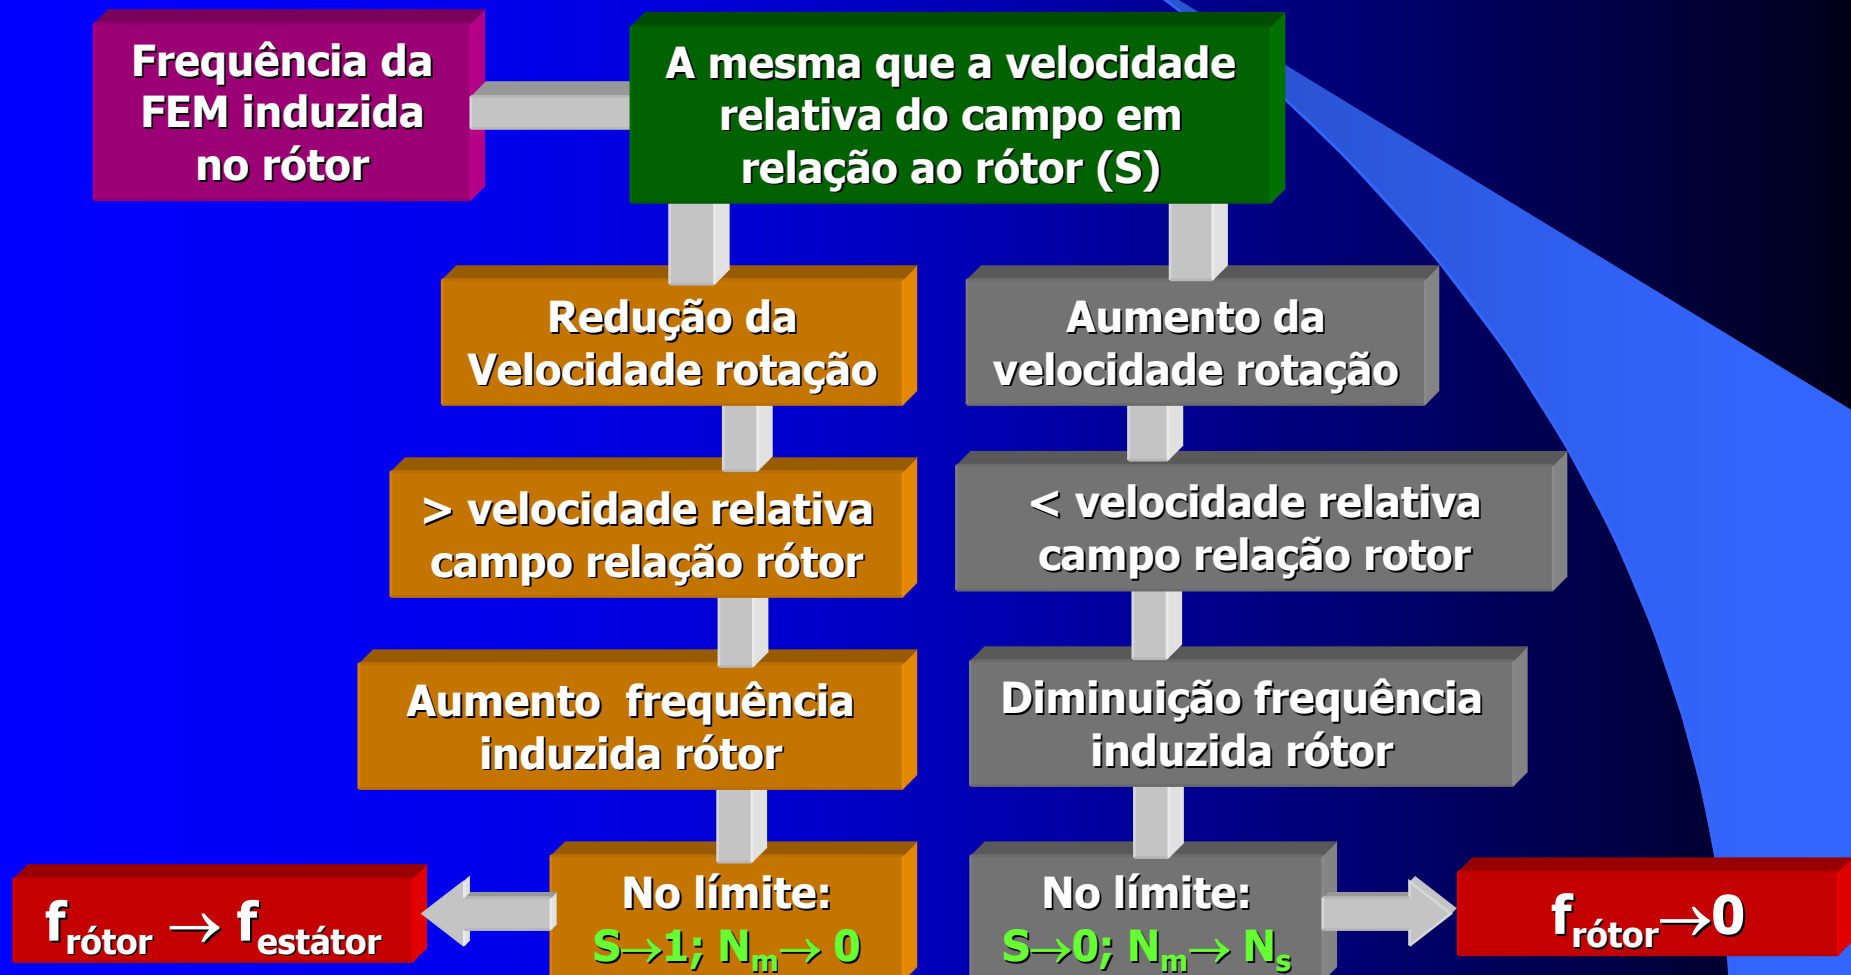 Frequência da
FEM induzida
no rótor
A mesma que a velocidade
relativa do campo em
relação ao rótor (S)
Redução da
Velocidade rotação
> velocidade relativa
campo relação rótor
Aumento frequência
induzida rótor
No límite:
S→1; Nm→ 0
frótor → festátor
Aumento da
velocidade rotação
< velocidade relativa
campo relação rotor
Diminuição frequência
induzida rótor
No límite:
S→0; Nm→ Ns
frótor→0